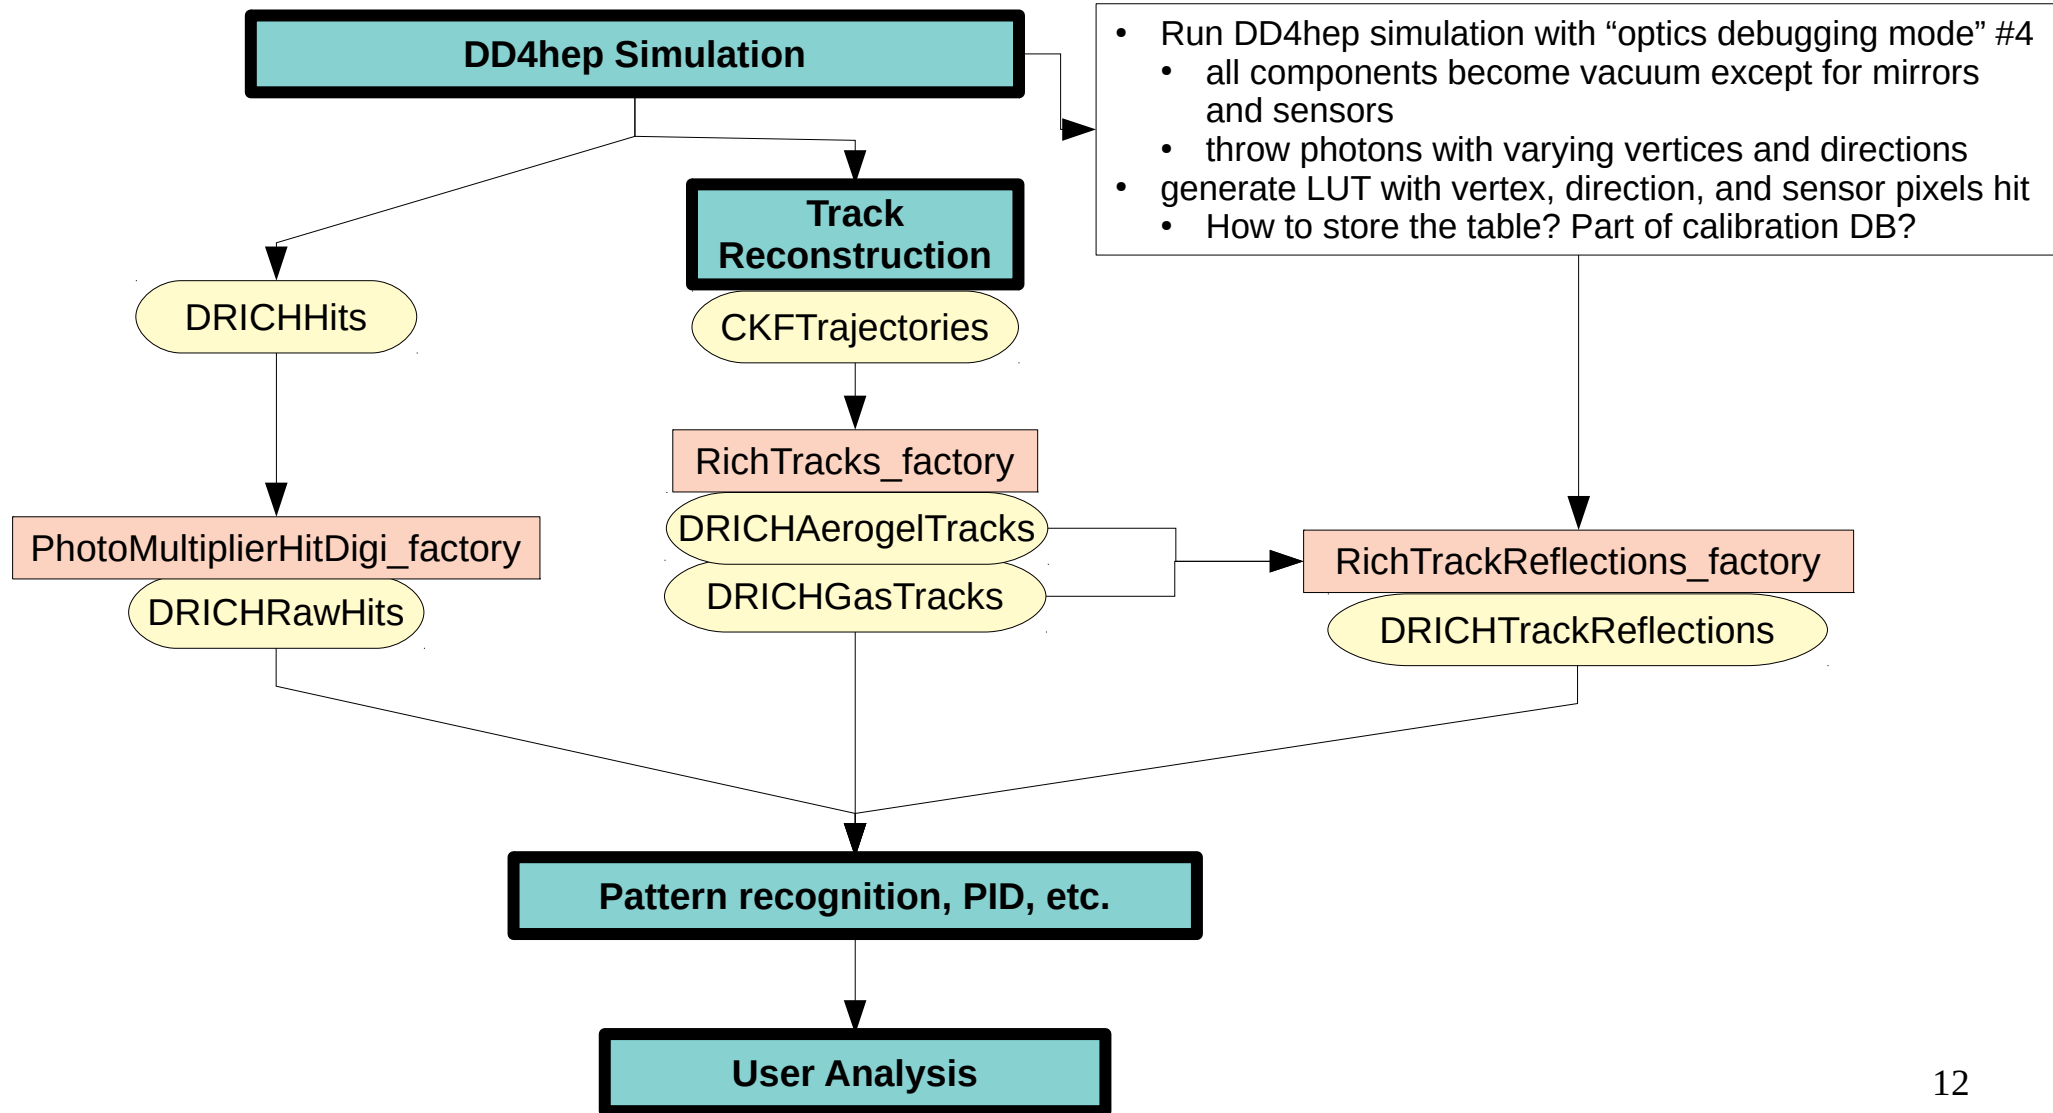 DD4hep Simulation
• Run DD4hep simulation with “optics debugging mode” #4
• all components become vacuum except for mirrors
and sensors
• throw photons with varying vertices and directions
• generate LUT with vertex, direction, and sensor pixels hit
• How to store the table? Part of calibration DB?
Track
Reconstruction
DRICHHits
CKFTrajectories
RichTracks_factory
PhotoMultiplierHitDigi_factory
DRICHAerogelTracks
RichTrackReflections_factory
DRICHRawHits
DRICHGasTracks
DRICHTrackReflections
Pattern recognition, PID, etc.
User Analysis
12